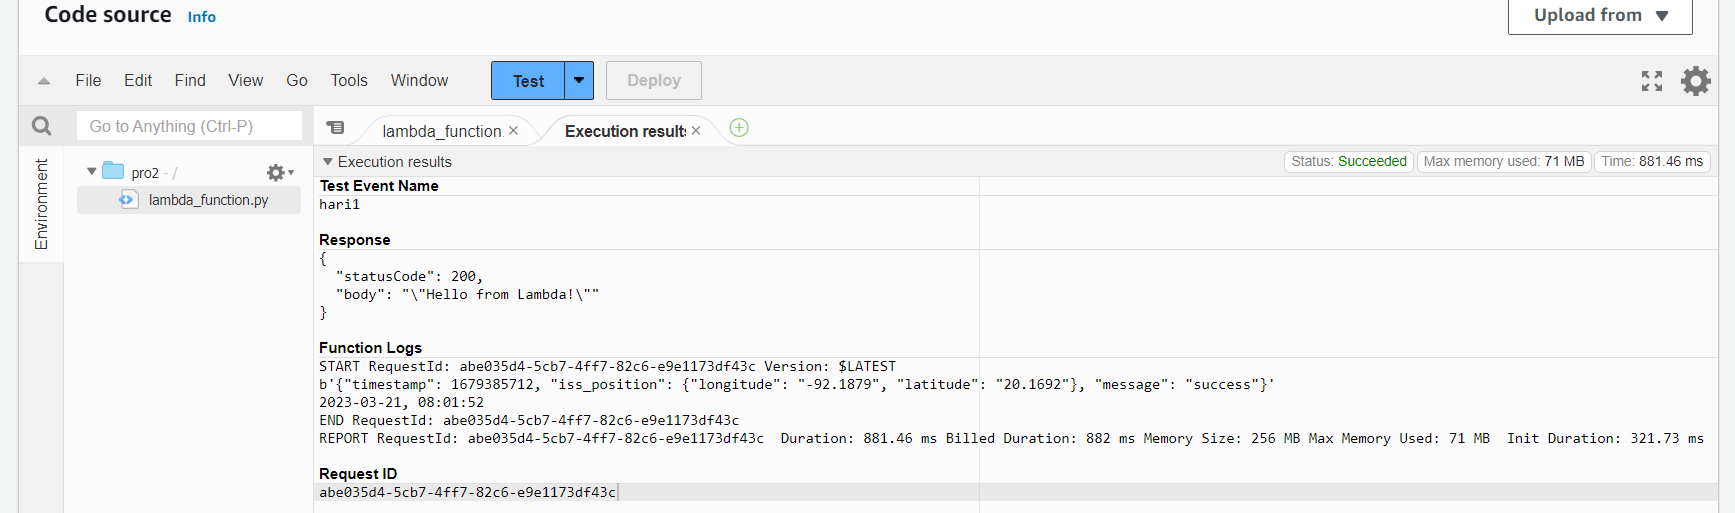 Code source Info
Upload from
File Edit Find View Go Tools Window Test Deploy
Go to Anything (Ctrl-P)
lambda_function
Execution results
Environment
pro2 - /
lambda_function.py
Execution results
Status: Succeeded Max memory used: 71 MB Time: 881.46 ms
Test Event Name
hari1
Response
{
"statusCode": 200,
"body": "\"Hello from Lambda!\""
}
Function Logs
START RequestId: abe035d4-5cb7-4ff7-82c6-e9e1173df43c Version: $LATEST
b'{"timestamp": 1679385712, "iss_position": {"longitude": "-92.1879", "latitude": "20.1692"}, "message": "success"}'
2023-03-21, 08:01:52
END RequestId: abe035d4-5cb7-4ff7-82c6-e9e1173df43c
REPORT RequestId: abe035d4-5cb7-4ff7-82c6-e9e1173df43c Duration: 881.46 ms Billed Duration: 882 ms Memory Size: 256 MB Max Memory Used: 71 MB Init Duration: 321.73 ms
Request ID
abe035d4-5cb7-4ff7-82c6-e9e1173df43c